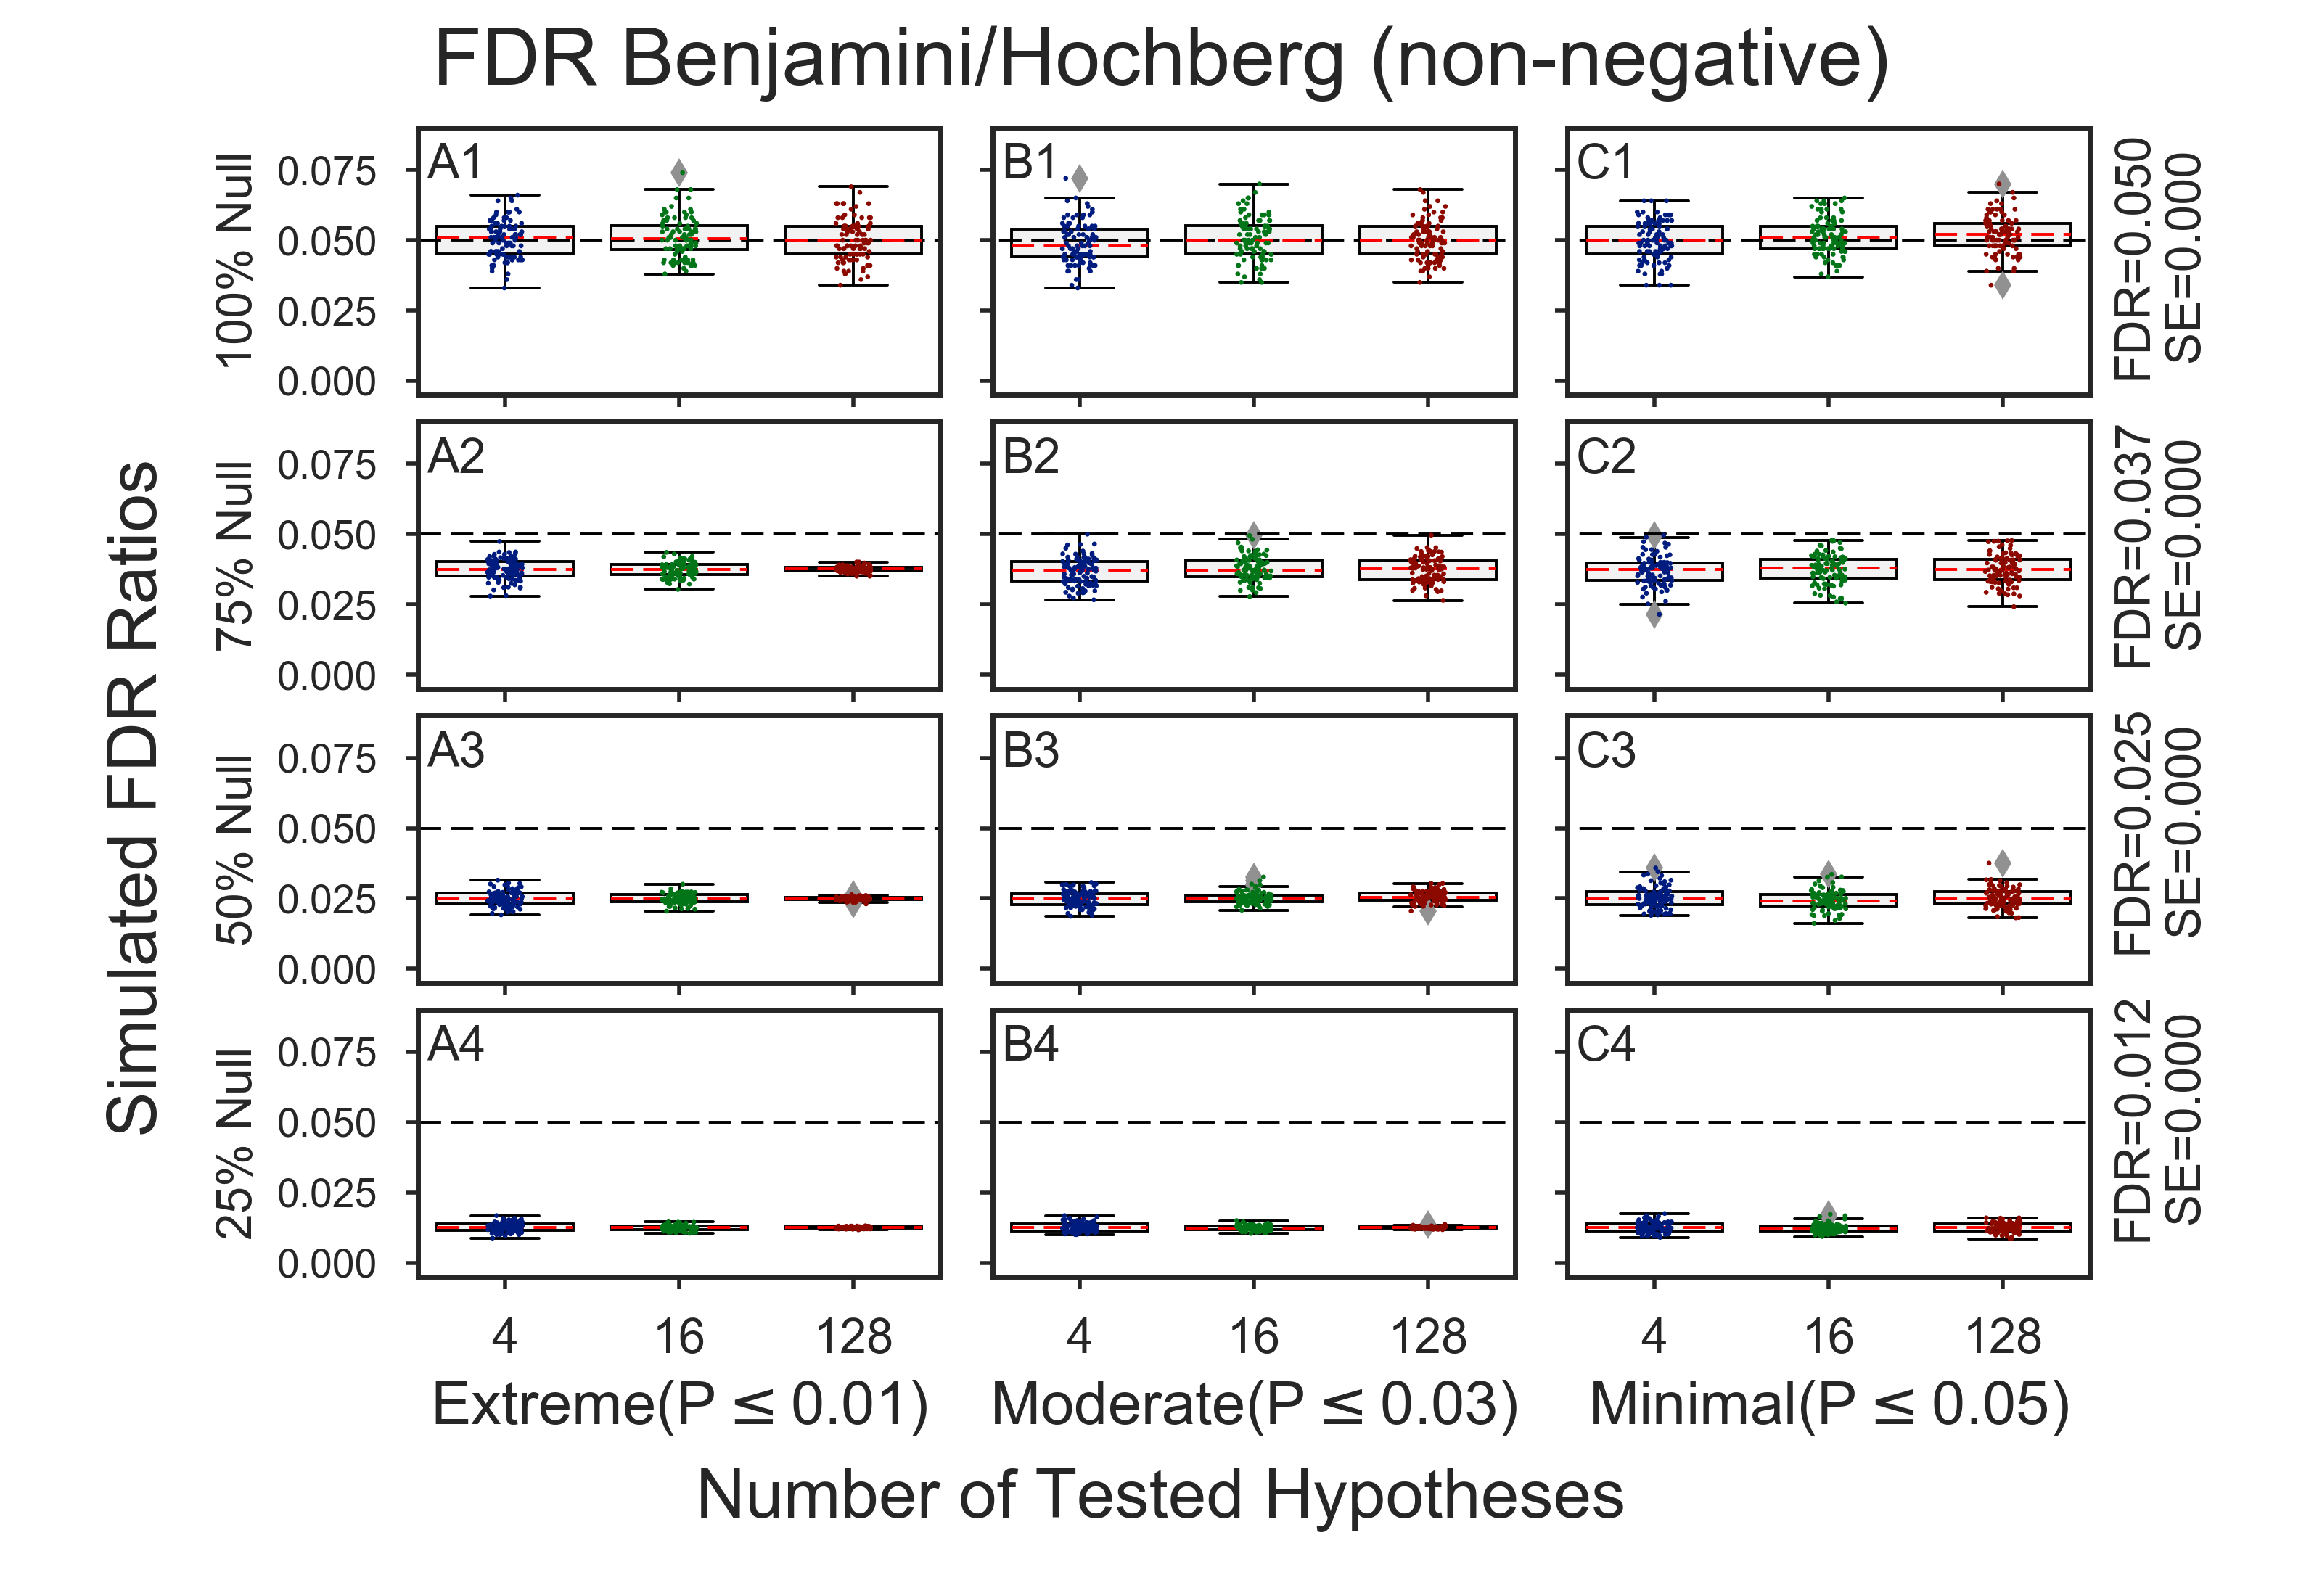 FDR Benjamini/Hochberg (non-negative)
Simulated FDR Ratios
100% Null
0.075
0.050
0.025
0.000
A1
B1
C1
FDR=0.050
SE=0.000
75% Null
0.075
0.050
0.025
0.000
A2
B2
C2
FDR=0.037
SE=0.000
50% Null
0.075
0.050
0.025
0.000
A3
B3
C3
FDR=0.025
SE=0.000
25% Null
0.075
0.050
0.025
0.000
A4
B4
C4
FDR=0.012
SE=0.000
4 16 128
4 16 128
4 16 128
Extreme(P ≤ 0.01)
Moderate(P ≤ 0.03)
Minimal(P ≤ 0.05)
Number of Tested Hypotheses